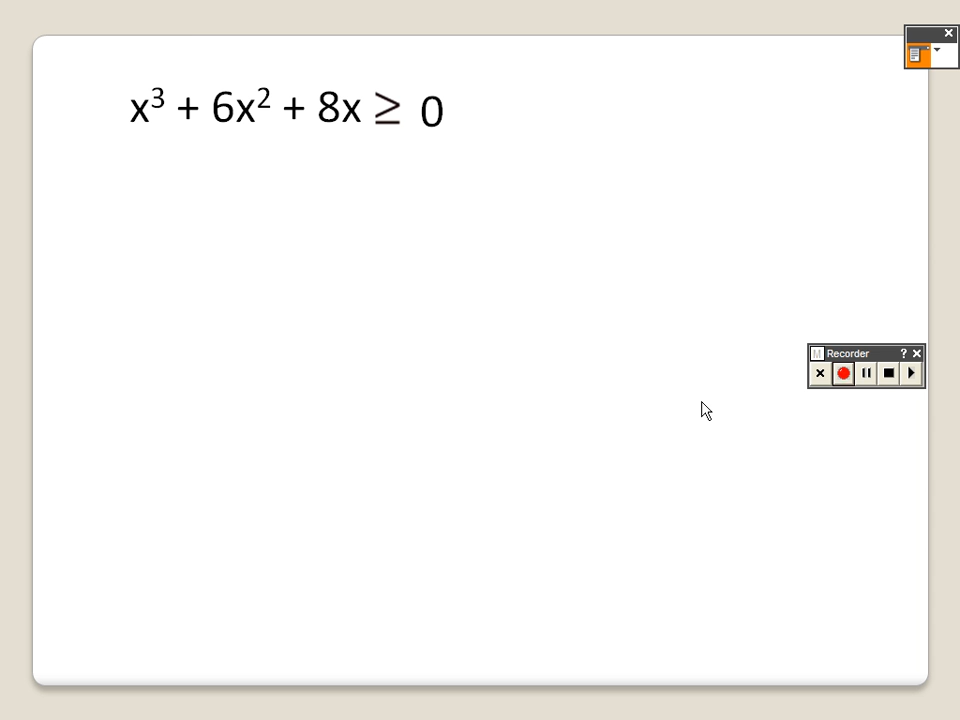 x³ + 6x² + 8x ≥ 0
Recorder ?